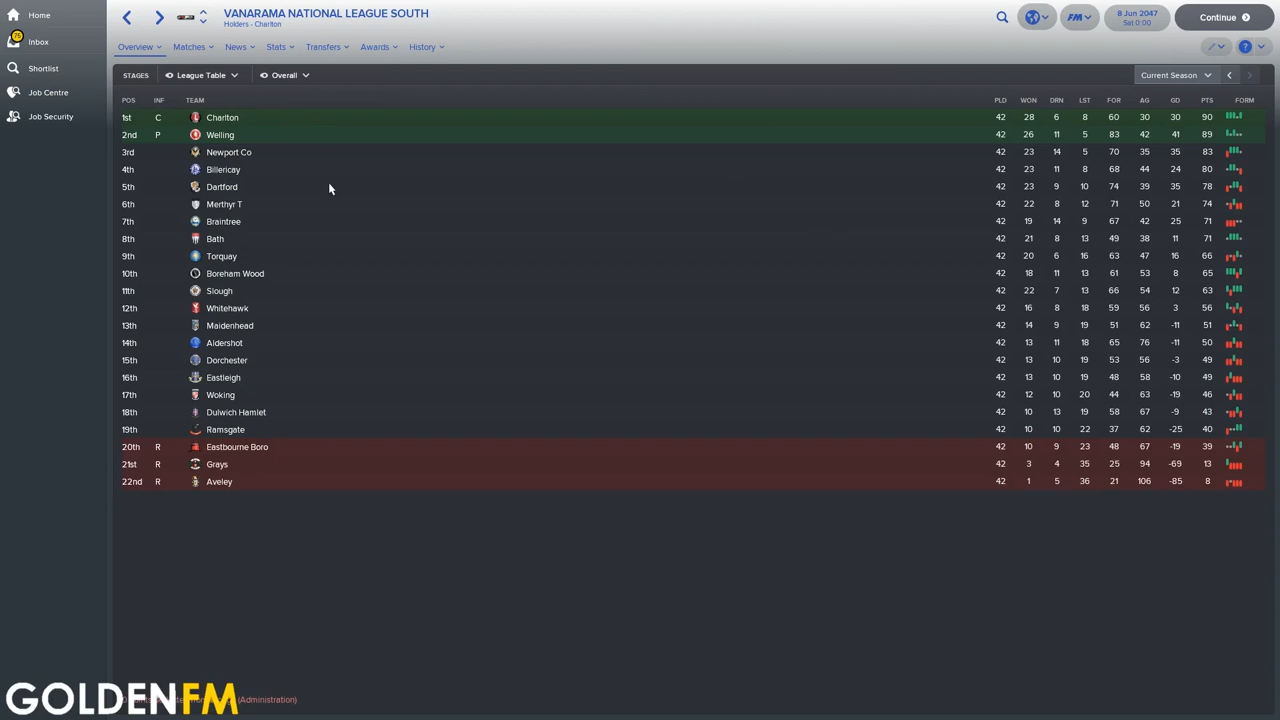 Home
75
Inbox
Shortlist
Job Centre
Job Security
VANARAMA NATIONAL LEAGUE SOUTH
Holders - Charlton
FM
8 Jun 2047
Sat 0:00
Continue
Overview Matches News Stats Transfers Awards History
?
STAGES League Table Overall Current Season
POS INF TEAM PLD WON DRN LST FOR AG GD PTS FORM
1st C Charlton 42 28 6 8 60 30 30 90
2nd P Welling 42 26 11 5 83 42 41 89
3rd Newport Co 42 23 14 5 70 35 35 83
4th Billericay 42 23 11 8 68 44 24 80
5th Dartford 42 23 9 10 74 39 35 78
6th Merthyr T 42 22 8 12 71 50 21 74
7th Braintree 42 19 14 9 67 42 25 71
8th Bath 42 21 8 13 49 38 11 71
9th Torquay 42 20 6 16 63 47 16 66
10th Boreham Wood 42 18 11 13 61 53 8 65
11th Slough 42 22 7 13 66 54 12 63
12th Whitehawk 42 16 8 18 59 56 3 56
13th Maidenhead 42 14 9 19 51 62 -11 51
14th Aldershot 42 13 11 18 65 76 -11 50
15th Dorchester 42 13 10 19 53 56 -3 49
16th Eastleigh 42 13 10 19 48 58 -10 49
17th Woking 42 12 10 20 44 63 -19 46
18th Dulwich Hamlet 42 10 13 19 58 67 -9 43
19th Ramsgate 42 10 10 22 37 62 -25 40
20th R Eastbourne Boro 42 10 9 23 48 67 -19 39
21st R Grays 42 3 4 35 25 94 -69 13
22nd R Aveley 42 1 5 36 21 106 -85 8
GOLDENFM
(Administration)